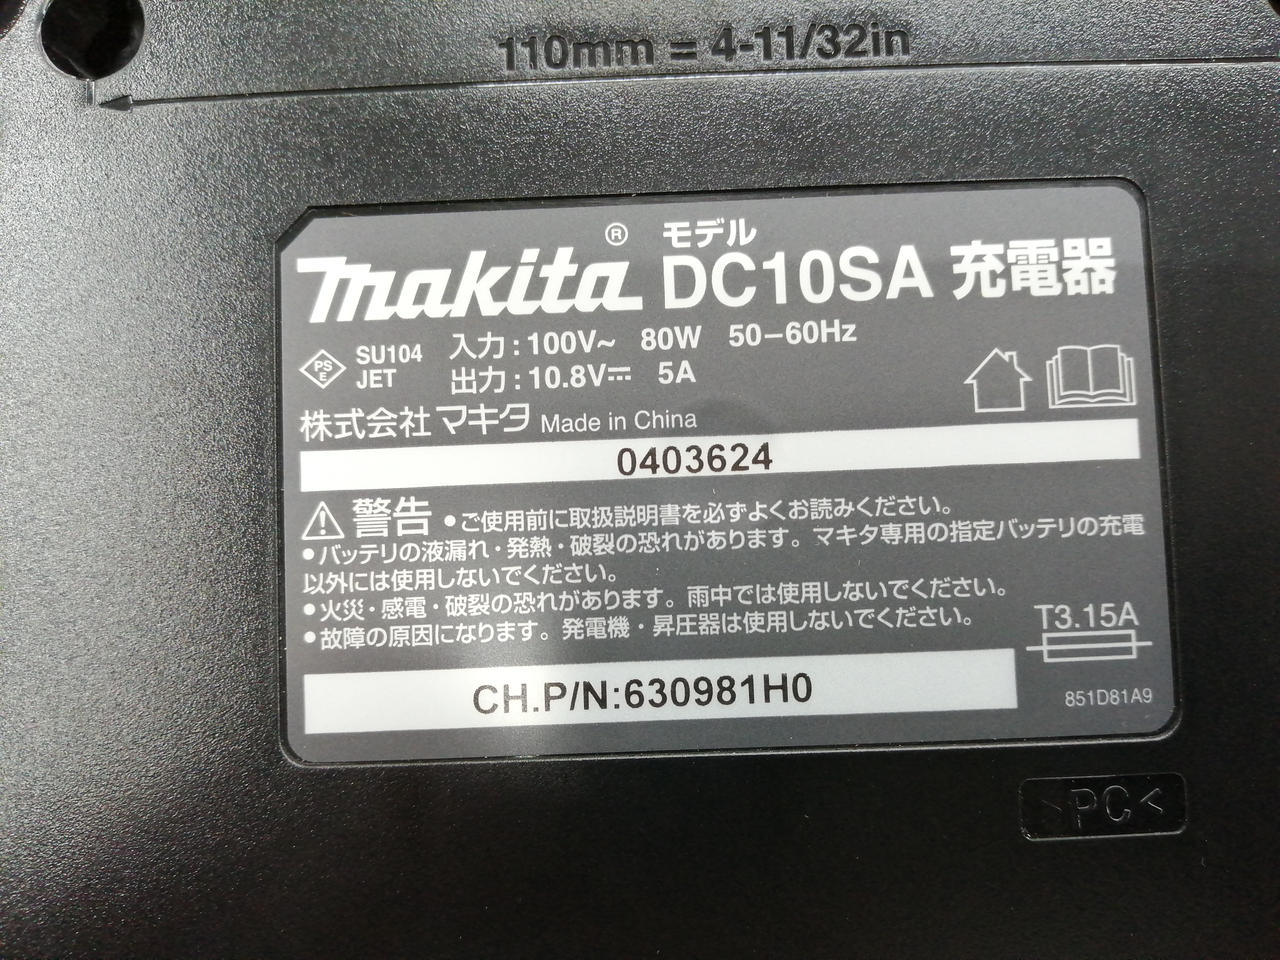 110mm = 4-11/32in
makita® モデル DC10SA 充電器
PS E SU104 JET
入力:100V~ 80W 50-60Hz
出力:10.8V⎓ 5A
株式会社マキタ Made in China
0403624
警告 •ご使用前に取扱説明書を必ずよくお読みください。
•バッテリの液漏れ・発熱・破裂の恐れがあります。マキタ専用の指定バッテリの充電
以外には使用しないでください。
•火災・感電・破裂の恐れがあります。雨中では使用しないでください。
•故障の原因になります。発電機・昇圧器は使用しないでください。
T3.15A
CH.P/N:630981H0
851D81A9
>PC<